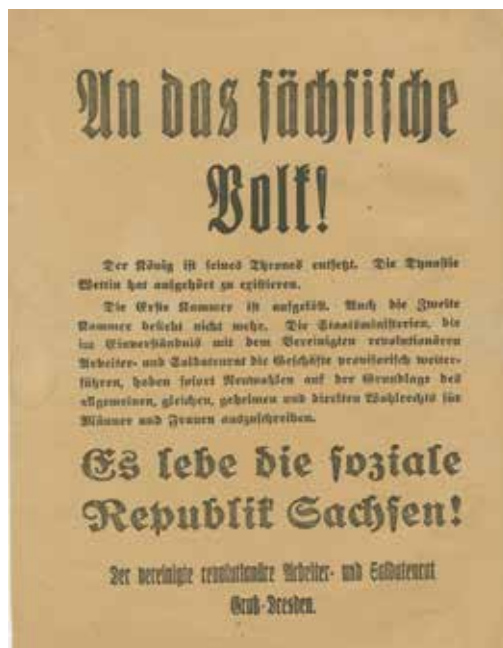 An das sächsische
Volk!
Der König ist seines Thrones entsetzt. Die Dynastie
Wettin hat aufgehört zu existieren.
Die Erste Kammer ist aufgelöst. Auch die Zweite
Kammer besteht nicht mehr. Die Staatsministerien, die
im Einverständnis mit dem Vereinigten revolutionären
Arbeiter- und Soldatenrat die Geschäfte provisorisch weiter-
führen, haben sofort Neuwahlen auf der Grundlage des
allgemeinen, gleichen, geheimen und direkten Wahlrechts für
Männer und Frauen auszuschreiben.
Es lebe die soziale
Republik Sachsen!
Der vereinigte revolutionäre Arbeiter- und Soldatenrat
Groß-Dresden.